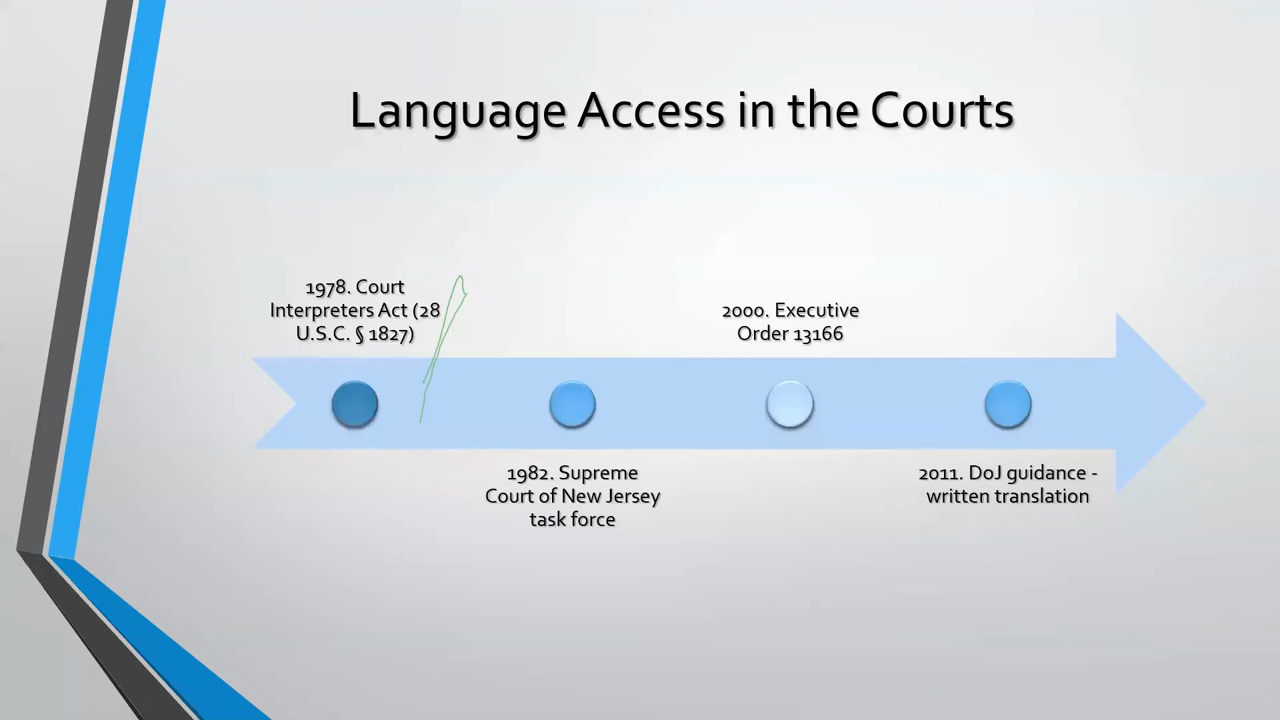 Language Access in the Courts
1978. Court
Interpreters Act (28
U.S.C. § 1827)
1982. Supreme
Court of New Jersey
task force
2000. Executive
Order 13166
2011. DoJ guidance -
written translation